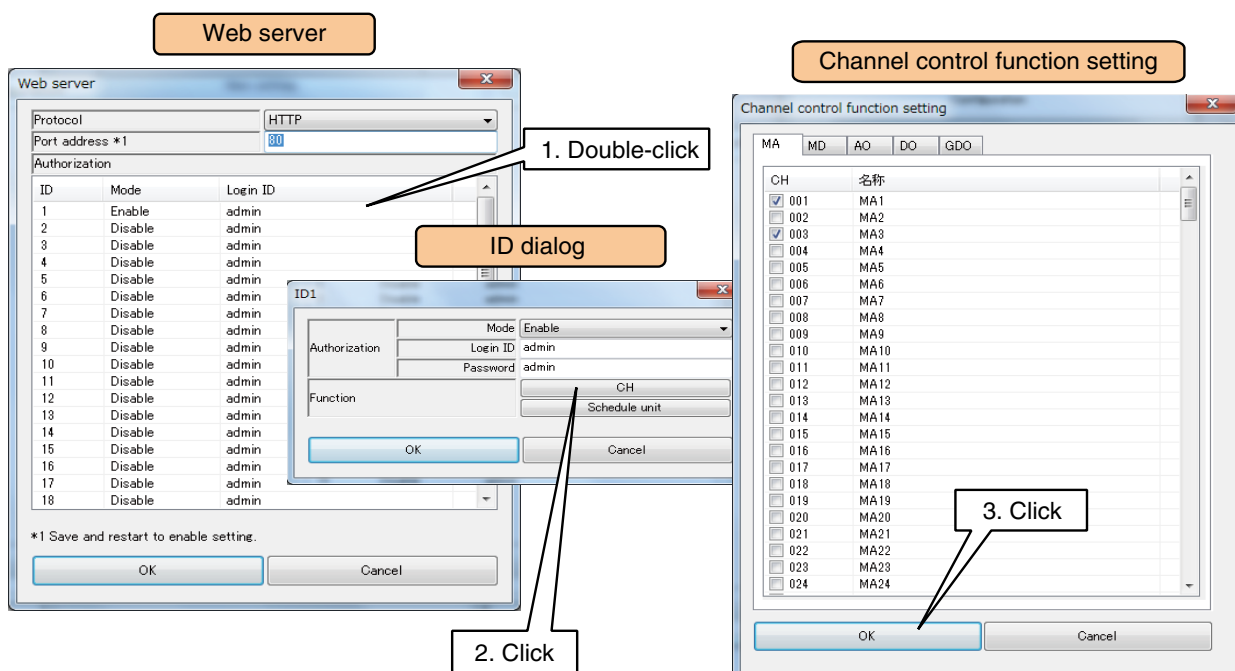 Web server
Web server
Protocol HTTP
Port address *1 80
Authorization
ID Mode Login ID
1 Enable admin
2 Disable admin
3 Disable admin
4 Disable admin
5 Disable admin
6 Disable admin
7 Disable admin
8 Disable admin
9 Disable admin
10 Disable admin
11 Disable admin
12 Disable admin
13 Disable admin
14 Disable admin
15 Disable admin
16 Disable admin
17 Disable admin
18 Disable admin
*1 Save and restart to enable setting.
OK Cancel
1. Double-click
ID dialog
ID1
Authorization
Mode Enable
Login ID admin
Password admin
Function
CH
Schedule unit
OK Cancel
2. Click
Channel control function setting
Channel control function setting
MA MD AO DO GDO
CH 名称
001 MA1
002 MA2
003 MA3
004 MA4
005 MA5
006 MA6
007 MA7
008 MA8
009 MA9
010 MA10
011 MA11
012 MA12
013 MA13
014 MA14
015 MA15
016 MA16
017 MA17
018 MA18
019 MA19
020 MA20
021 MA21
022 MA22
023 MA23
024 MA24
3. Click
OK Cancel